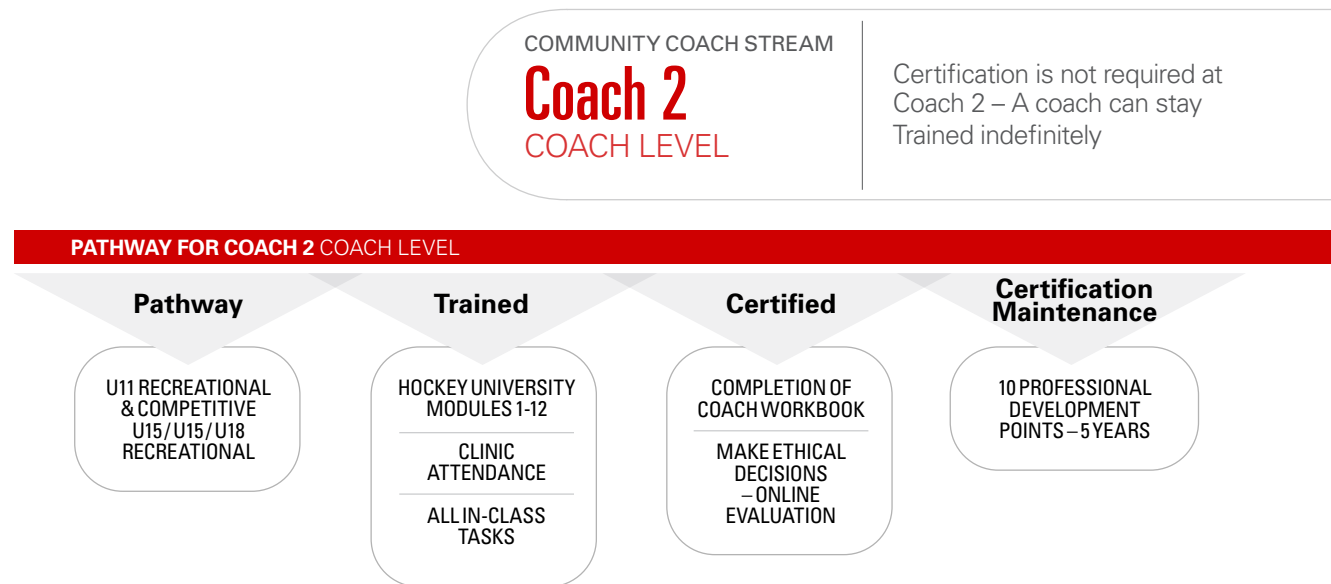 COMMUNITY COACH STREAM
Coach 2
COACH LEVEL
Certification is not required at
Coach 2 – A coach can stay
Trained indefinitely
PATHWAY FOR COACH 2 COACH LEVEL
Pathway
U11 RECREATIONAL
& COMPETITIVE
U15 / U15 / U18
RECREATIONAL
Trained
HOCKEY UNIVERSITY
MODULES 1-12
CLINIC
ATTENDANCE
ALL IN-CLASS
TASKS
Certified
COMPLETION OF
COACH WORKBOOK
MAKE ETHICAL
DECISIONS
– ONLINE
EVALUATION
Certification
Maintenance
10 PROFESSIONAL
DEVELOPMENT
POINTS – 5 YEARS